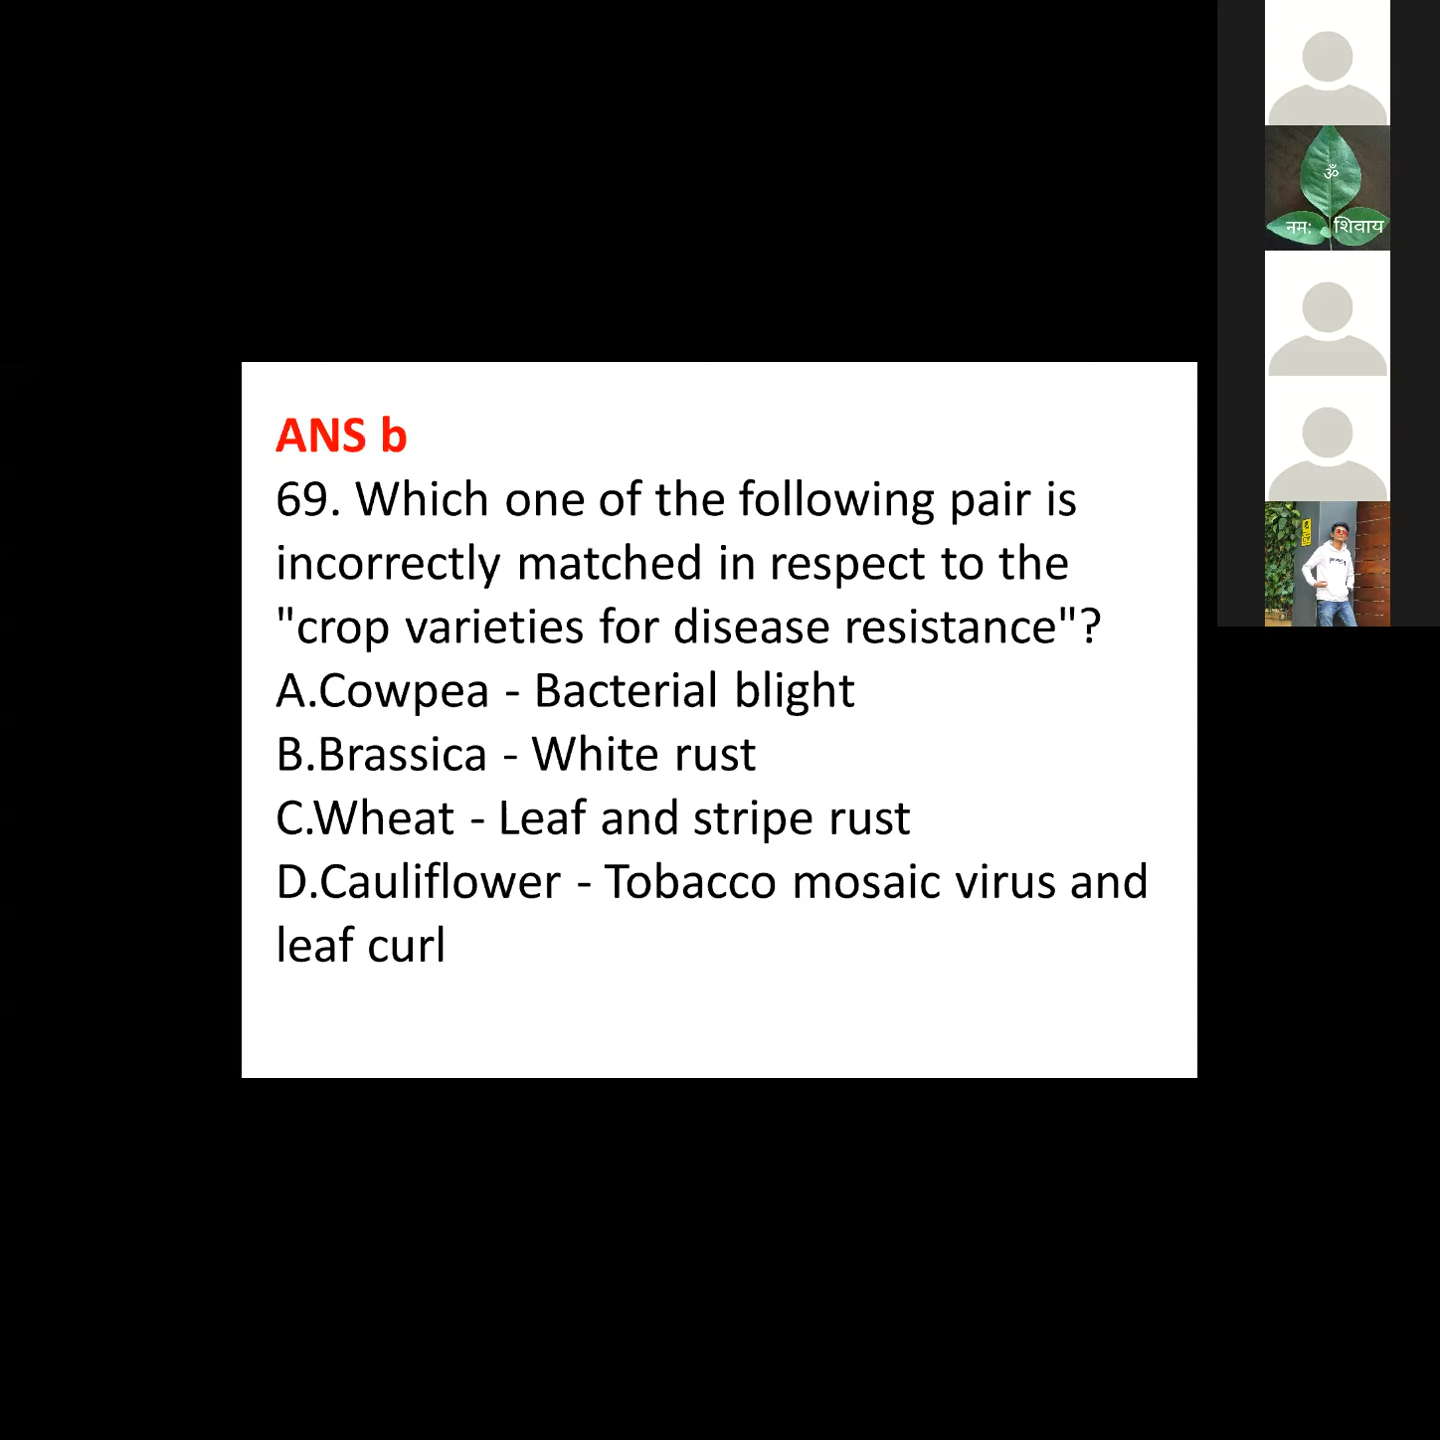 ANS b
69. Which one of the following pair is
incorrectly matched in respect to the
"crop varieties for disease resistance"?
A.Cowpea - Bacterial blight
B.Brassica - White rust
C.Wheat - Leaf and stripe rust
D.Cauliflower - Tobacco mosaic virus and
leaf curl
ॐ
नम: शिवाय